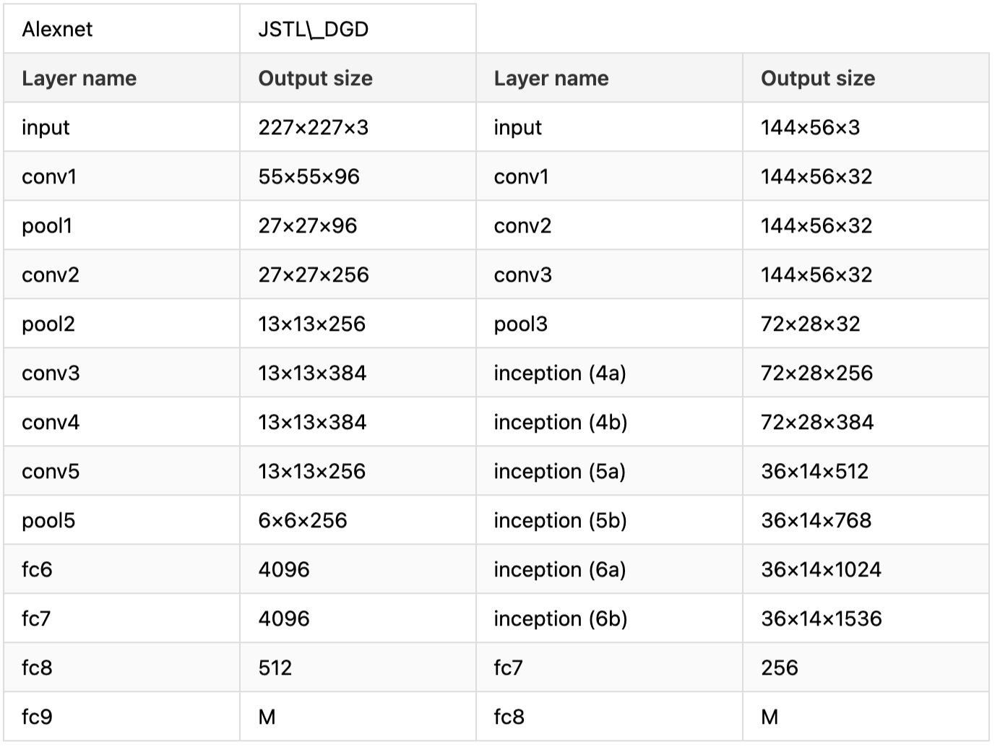 Alexnet JSTL\_DGD
Layer name Output size Layer name Output size
input 227×227×3 input 144×56×3
conv1 55×55×96 conv1 144×56×32
pool1 27×27×96 conv2 144×56×32
conv2 27×27×256 conv3 144×56×32
pool2 13×13×256 pool3 72×28×32
conv3 13×13×384 inception (4a) 72×28×256
conv4 13×13×384 inception (4b) 72×28×384
conv5 13×13×256 inception (5a) 36×14×512
pool5 6×6×256 inception (5b) 36×14×768
fc6 4096 inception (6a) 36×14×1024
fc7 4096 inception (6b) 36×14×1536
fc8 512 fc7 256
fc9 M fc8 M